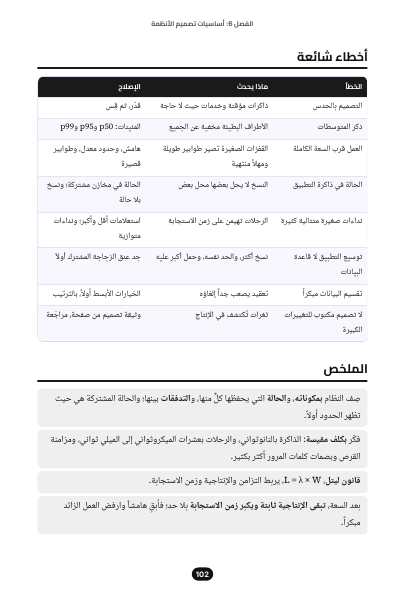 الفصل 6: أساسيات تصميم الأنظمة
أخطاء شائعة
الخطأ ماذا يحدث الإصلاح
التصميم بالحدس ذاكرات مؤقتة وخدمات حيث لا حاجة قدّر، ثم قِس
ذكر المتوسطات الأطراف البطيئة مخفية عن الجميع المئينات: p50 وp95 وp99
العمل قرب السعة الكاملة القفزات الصغيرة تصير طوابير طويلة هامش، وحدود معدل، وطوابير
ومهلاً منتهية قصيرة
الحالة في ذاكرة التطبيق النسخ لا يحل بعضها محل بعض الحالة في مخازن مشتركة؛ ونسخ
بلا حالة
نداءات صغيرة متتالية كثيرة الرحلات تهيمن على زمن الاستجابة استعلامات أقل وأكبر؛ ونداءات
متوازية
توسيع التطبيق لا قاعدة نسخ أكثر، والحد نفسه، وحمل أكبر عليه جد عنق الزجاجة المشترك أولاً
البيانات
تقسيم البيانات مبكراً تعقيد يصعب جداً إلغاؤه الخيارات الأبسط أولاً، بالترتيب
لا تصميم مكتوب للتغييرات ثغرات تُكتشف في الإنتاج وثيقة تصميم من صفحة، مراجَعة
الكبيرة
الملخص
صِف النظام بمكوناته، والحالة التي يحفظها كلٌّ منها، والتدفقات بينها؛ والحالة المشتركة هي حيث
تظهر الحدود أولاً.
فكّر بكلف مقيسة: الذاكرة بالنانوثواني، والرحلات بعشرات الميكروثواني إلى الميلي ثواني، ومزامنة
القرص وبصمات كلمات المرور أكثر بكثير.
قانون ليتل، L = λ × W، يربط التزامن والإنتاجية وزمن الاستجابة.
بعد السعة، تبقى الإنتاجية ثابتة ويكبر زمن الاستجابة بلا حد؛ فأبقِ هامشاً وارفض العمل الزائد
مبكراً.
102